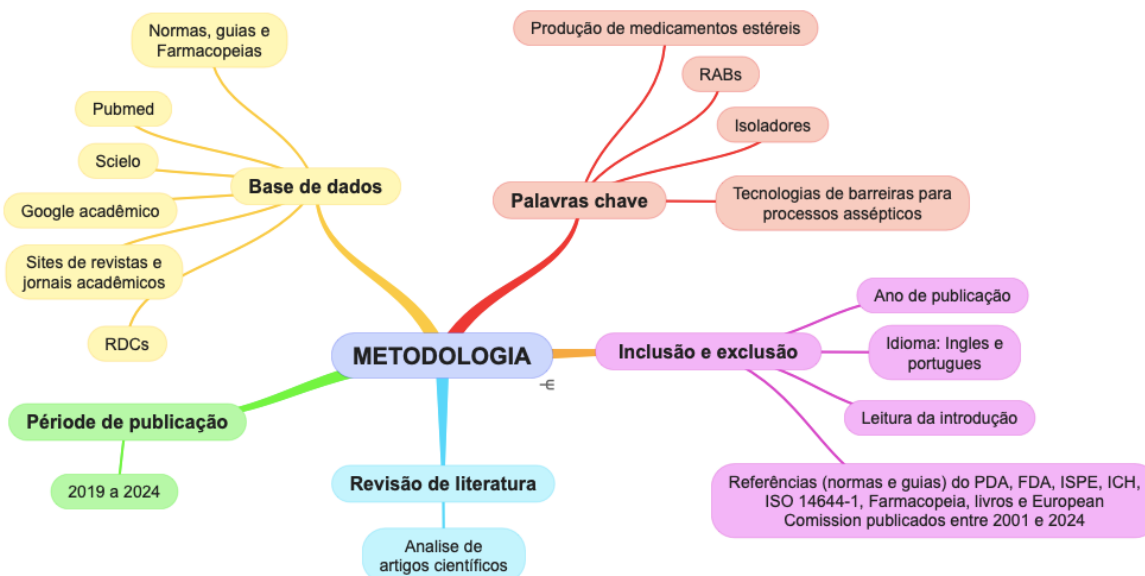 Normas, guias e
Farmacopeias
Pubmed
Scielo
Google acadêmico
Sites de revistas e
jornais acadêmicos
RDCs
Base de dados
Produção de medicamentos estéreis
RABs
Isoladores
Tecnologias de barreiras para
processos assépticos
Palavras chave
METODOLOGIA
Inclusão e exclusão
Ano de publicação
Idioma: Ingles e
portugues
Leitura da introdução
Referências (normas e guias) do PDA, FDA, ISPE, ICH,
ISO 14644-1, Farmacopeia, livros e European
Comission publicados entre 2001 e 2024
Période de publicação
2019 a 2024
Revisão de literatura
Analise de
artigos científicos